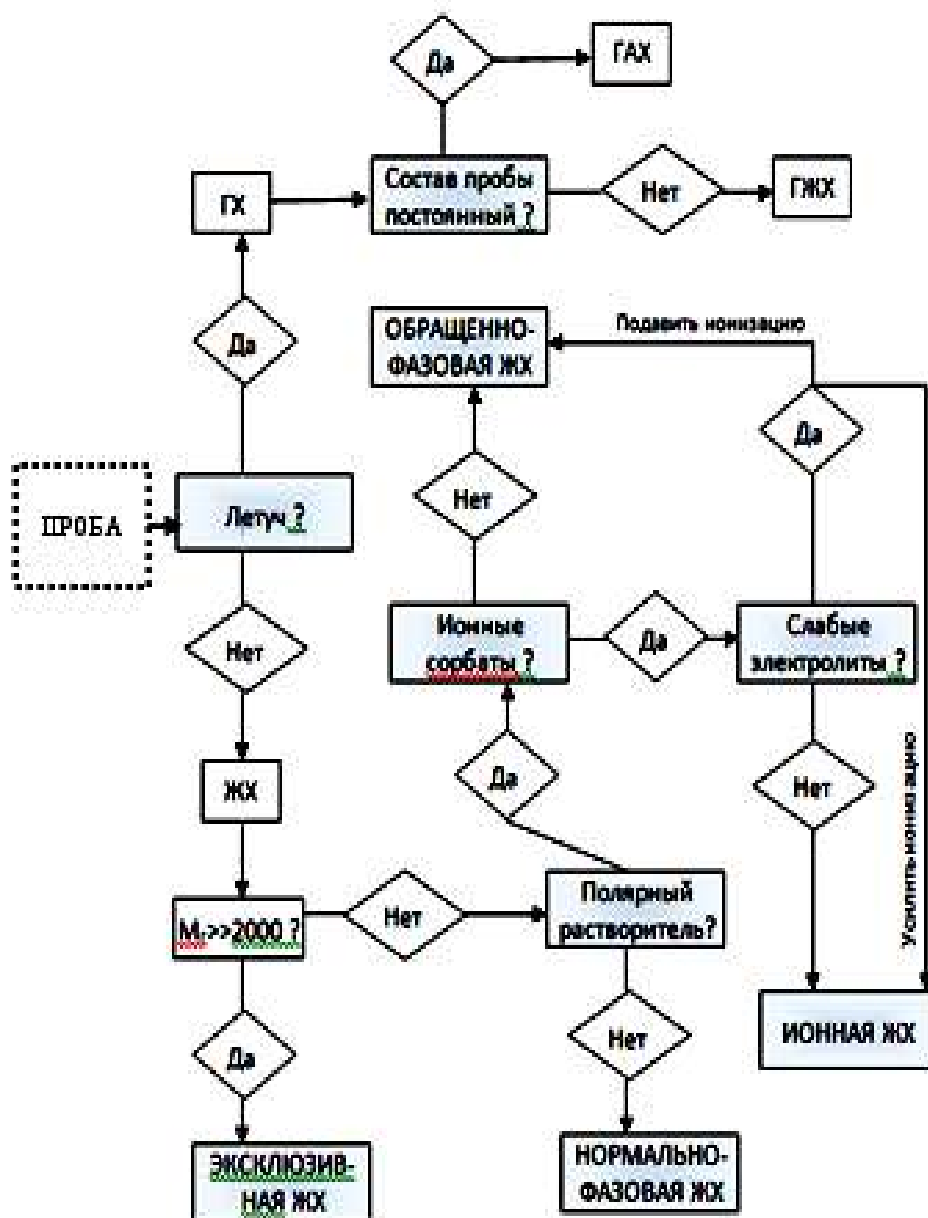 Да
ГАХ
Состав пробы
постоянный ?
Нет
ГЖХ
ГХ
Да
ОБРАЩЕННО-
ФАЗОВАЯ ЖХ
Подавить ионизацию
Да
Нет
ПРОБА
Летуч ?
Нет
Ионные
сорбаты ?
Да
Слабые
электролиты ?
ЖХ
Да
Нет
Усилить ионизацию
Mr>>2000 ?
Нет
Полярный
растворитель?
Да
Нет
ИОННАЯ ЖХ
ЭКСКЛЮЗИВ-
НАЯ ЖХ
НОРМАЛЬНО-
ФАЗОВАЯ ЖХ